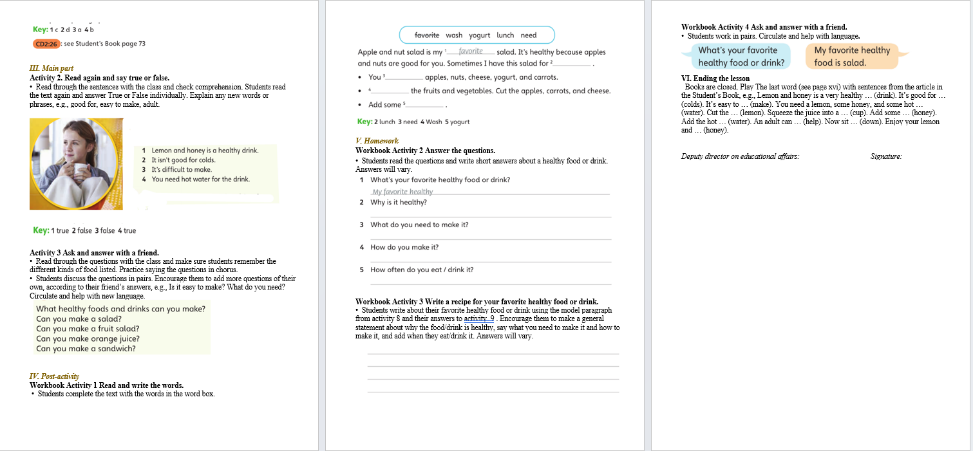 Key: 1 c 2 d 3 a 4 b
CD2:26 : see Student's Book page 73
III. Main part
Activity 2. Read again and say true or false.
• Read through the sentences with the class and check comprehension. Students read
the text again and answer True or False individually. Explain any new words or
phrases, e.g., good for, easy to make, adult.
1 Lemon and honey is a healthy drink.
2 It isn't good for colds.
3 It's difficult to make.
4 You need hot water for the drink.
Key: 1 true 2 false 3 false 4 true
Activity 3 Ask and answer with a friend.
• Read through the questions with the class and make sure students remember the
different kinds of food listed. Practice saying the questions in chorus.
• Students discuss the questions in pairs. Encourage them to add more questions of their
own, according to their friend's answers, e.g., Is it easy to make? What do you need?
Circulate and help with new language.
What healthy foods and drinks can you make?
Can you make a salad?
Can you make a fruit salad?
Can you make orange juice?
Can you make a sandwich?
IV. Post-activity
Workbook Activity 1 Read and write the words.
• Students complete the text with the words in the word box.
favorite wash yogurt lunch need
Apple and nut salad is my 1 favorite salad. It's healthy because apples
and nuts are good for you. Sometimes I have this salad for 2 .
• You 3 apples, nuts, cheese, yogurt, and carrots.
• 4 the fruits and vegetables. Cut the apples, carrots, and cheese.
• Add some 5 .
Key: 2 lunch 3 need 4 Wash 5 yogurt
V. Homework
Workbook Activity 2 Answer the questions.
• Students read the questions and write short answers about a healthy food or drink.
Answers will vary.
1 What's your favorite healthy food or drink?
My favorite healthy
2 Why is it healthy?
3 What do you need to make it?
4 How do you make it?
5 How often do you eat / drink it?
Workbook Activity 3 Write a recipe for your favorite healthy food or drink.
• Students write about their favorite healthy food or drink using the model paragraph
from activity 8 and their answers to activity 9 . Encourage them to make a general
statement about why the food/drink is healthy, say what you need to make it and how to
make it, and add when they eat/drink it. Answers will vary.
Workbook Activity 4 Ask and answer with a friend.
• Students work in pairs. Circulate and help with language.
What's your favorite
healthy food or drink?
My favorite healthy
food is salad.
VI. Ending the lesson
Books are closed. Play The last word (see page xvi) with sentences from the article in
the Student's Book, e.g., Lemon and honey is a very healthy … (drink). It's good for …
(colds). It's easy to … (make). You need a lemon, some honey, and some hot …
(water). Cut the … (lemon). Squeeze the juice into a … (cup). Add some … (honey).
Add the hot … (water). An adult can … (help). Now sit … (down). Enjoy your lemon
and … (honey).
Deputy director on educational affairs: Signature: